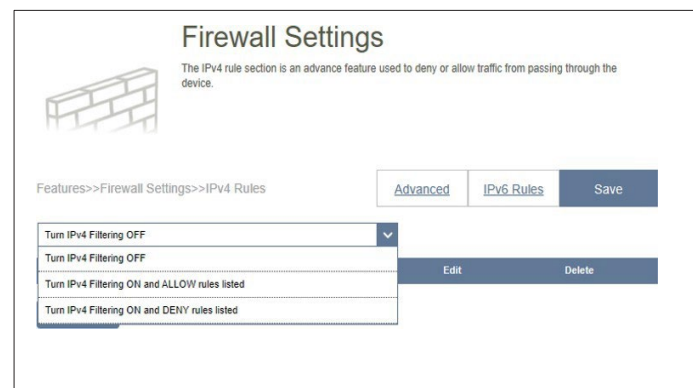 Firewall Settings
The IPv4 rule section is an advance feature used to deny or allow traffic from passing through the
device.
Features>>Firewall Settings>>IPv4 Rules
Advanced
IPv6 Rules
Save
Turn IPv4 Filtering OFF
Turn IPv4 Filtering OFF
Edit
Delete
Turn IPv4 Filtering ON and ALLOW rules listed
Turn IPv4 Filtering ON and DENY rules listed